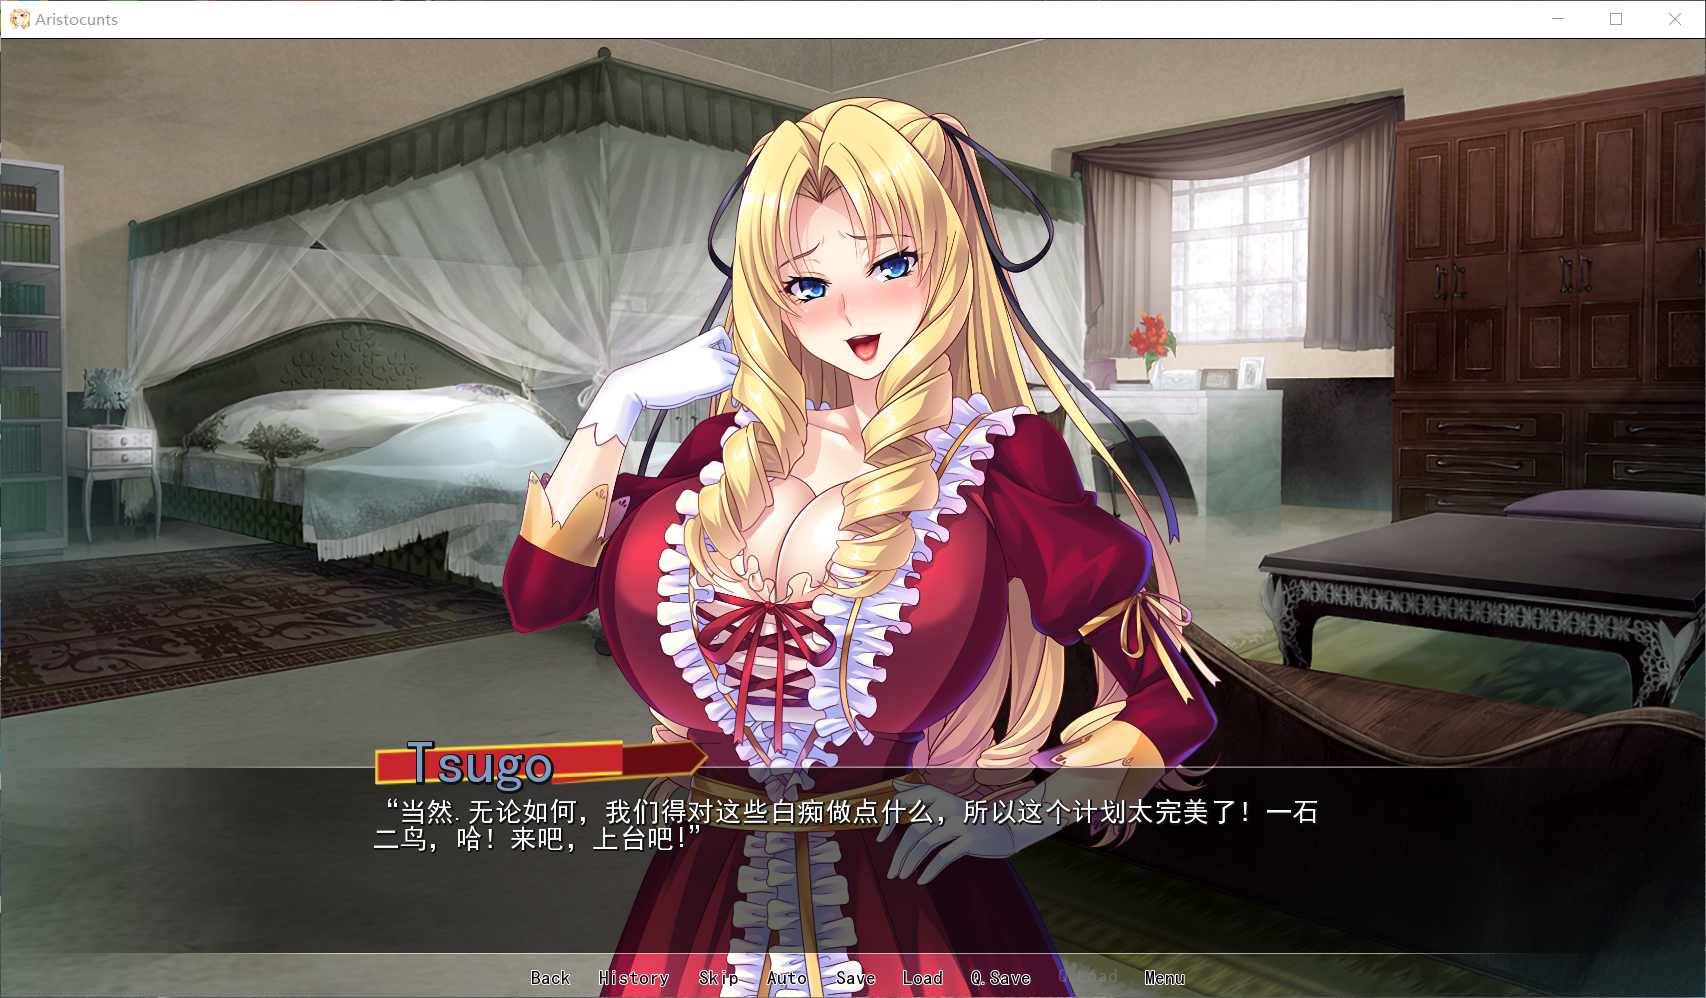 Aristocunts
Tsugo
“当然.无论如何，我们得对这些白痴做点什么，所以这个计划太完美了！一石
二鸟，哈！来吧，上台吧！”
Back History Skip Auto Save Load Q.Save Q.Load Menu